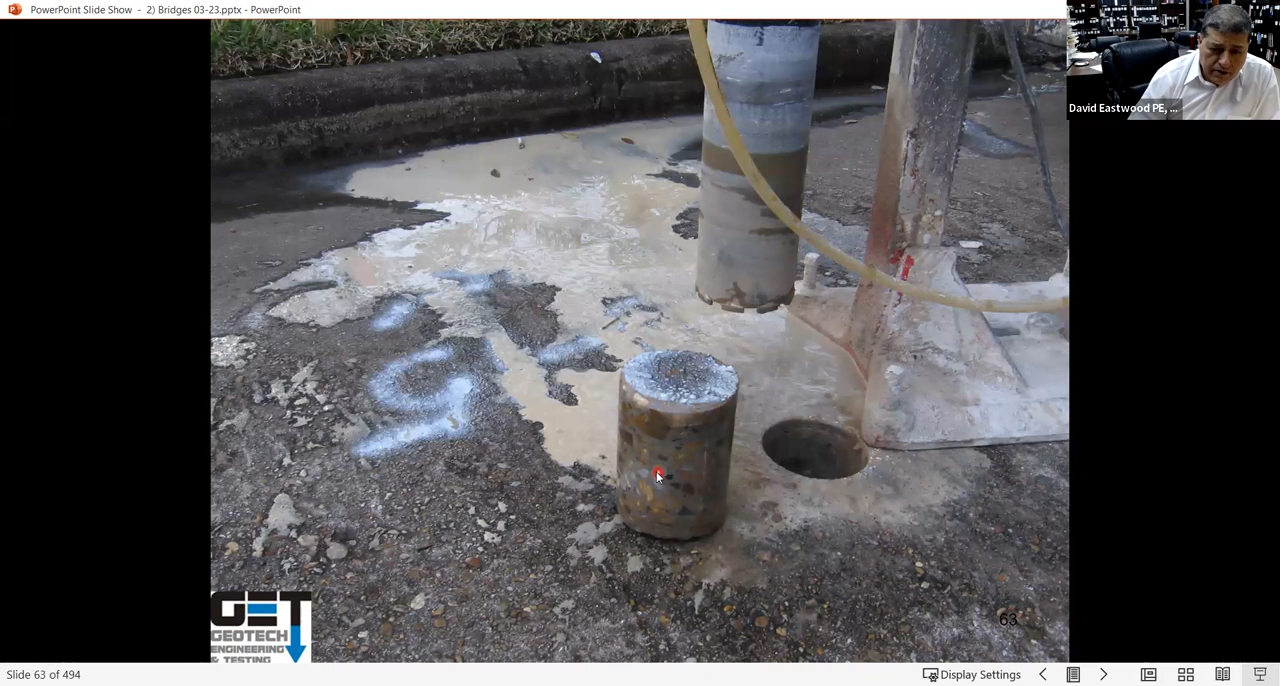 PowerPoint Slide Show - 2) Bridges 03-23.pptx - PowerPoint
David Eastwood PE, ...
GET
GEOTECH
ENGINEERING
& TESTING
63
Slide 63 of 494
Display Settings